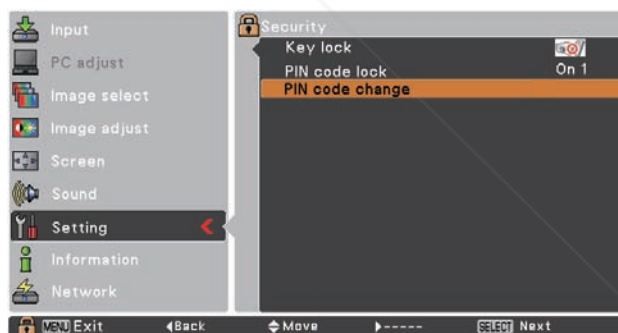 Input
PC adjust
Image select
Image adjust
Screen
Sound
Setting
Information
Network
Security
Key lock
PIN code lock On 1
PIN code change
MENU Exit ◀Back ◆Move ▶----- SELECT Next